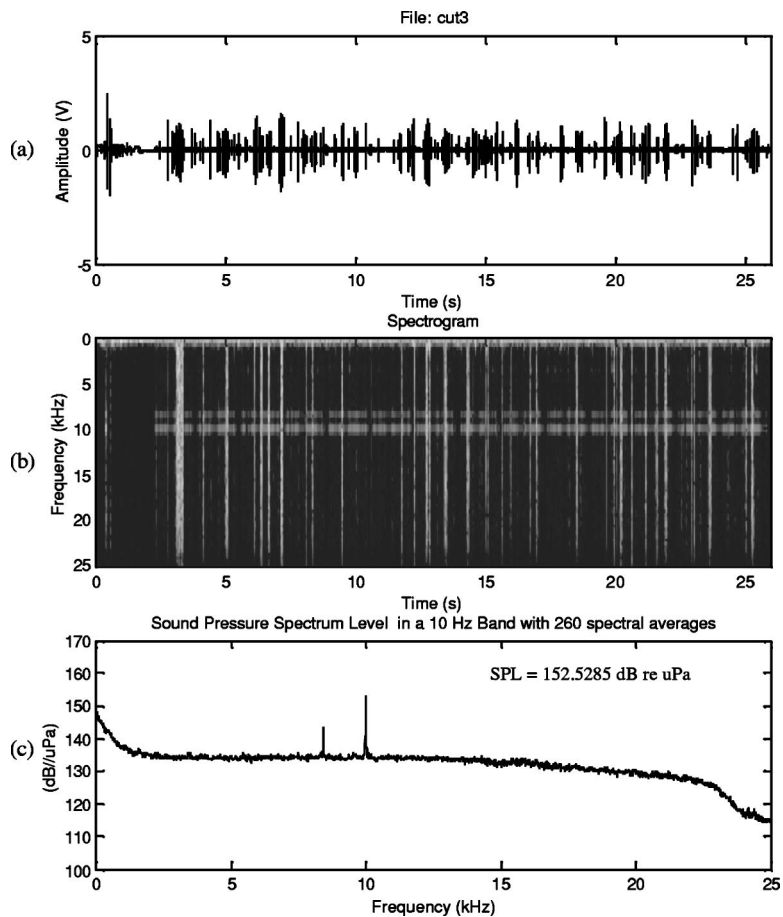 File: cut3
5
0
-5
Amplitude (V)
(a)
0 5 10 15 20 25
Time (s)
Spectrogram
0
5
10
15
20
25
Frequency (kHz)
(b)
0 5 10 15 20 25
Time (s)
Sound Pressure Spectrum Level in a 10 Hz Band with 260 spectral averages
170
160
150
140
130
120
110
100
SPL = 152.5285 dB re uPa
(dB//uPa)
(c)
0 5 10 15 20 25
Frequency (kHz)